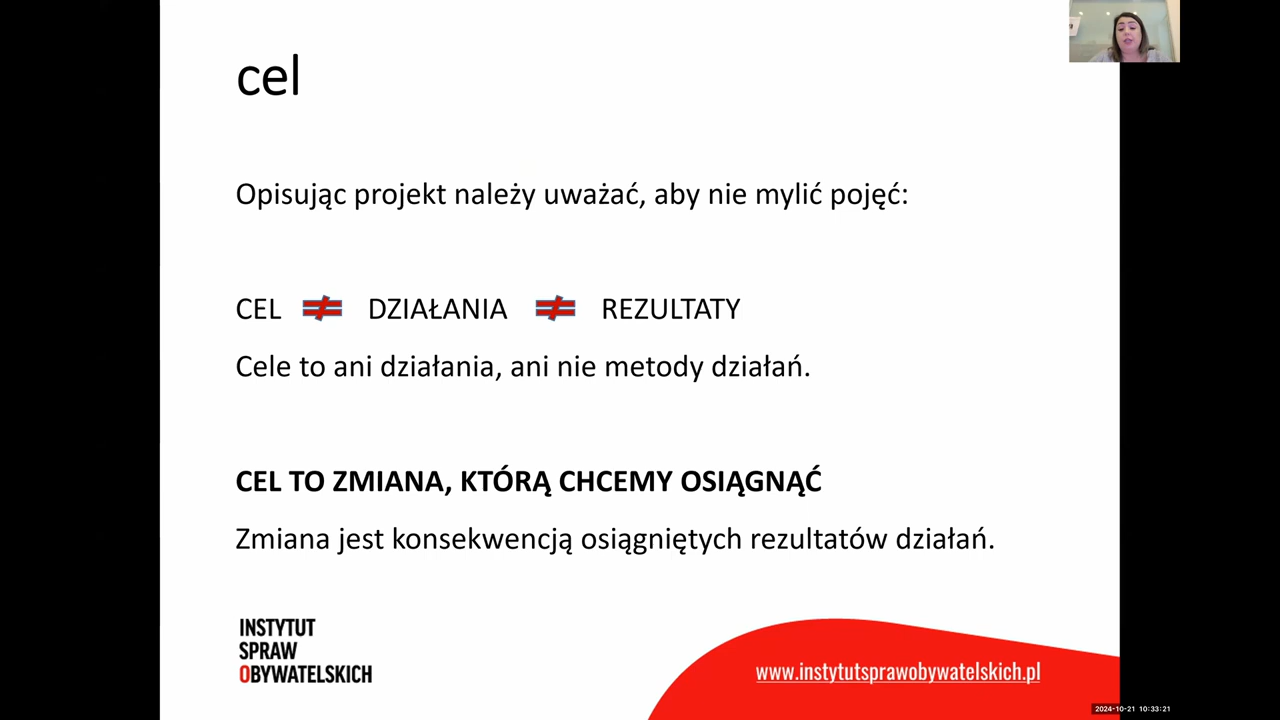 cel
Opisując projekt należy uważać, aby nie mylić pojęć:
CEL ≠ DZIAŁANIA ≠ REZULTATY
Cele to ani działania, ani nie metody działań.
CEL TO ZMIANA, KTÓRĄ CHCEMY OSIĄGNĄĆ
Zmiana jest konsekwencją osiągniętych rezultatów działań.
INSTYTUT
SPRAW
OBYWATELSKICH
www.instytutsprawobywatelskich.pl
2024-10-21 10:33:21